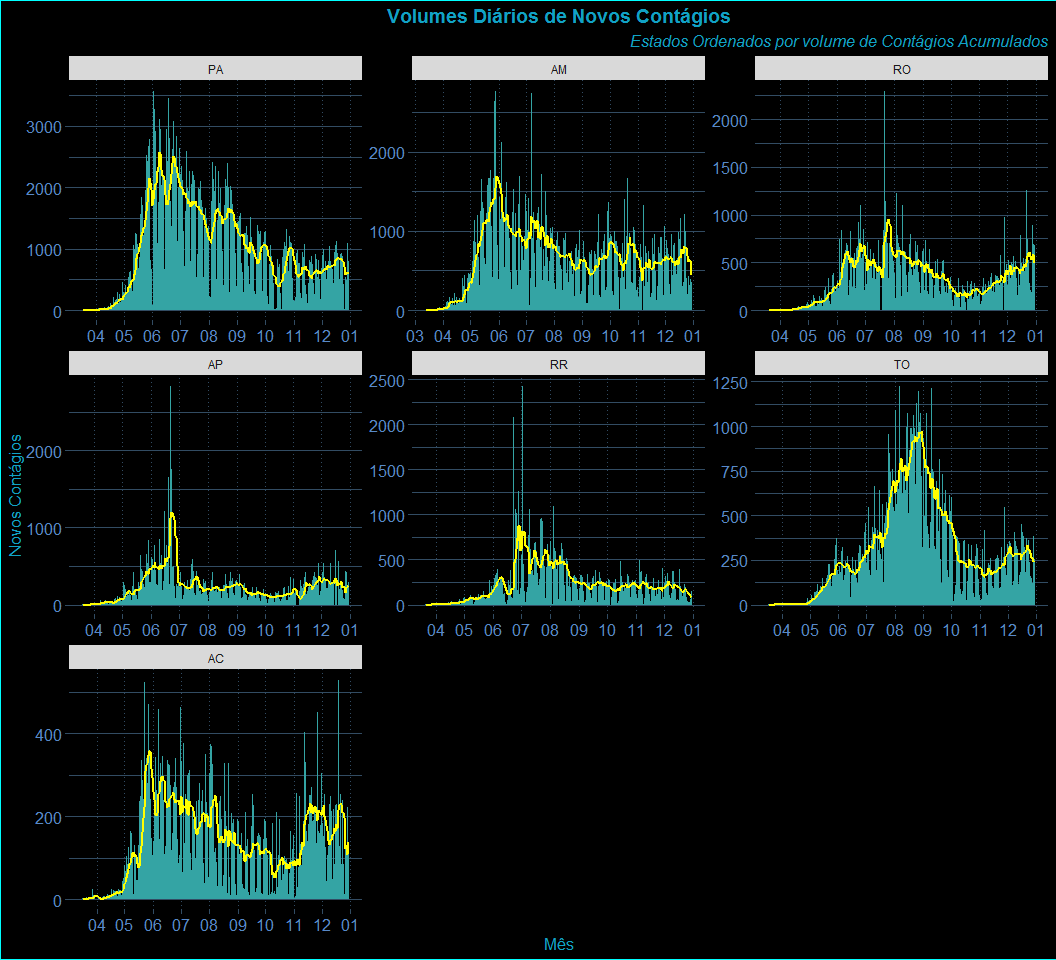 Volumes Diários de Novos Contágios
Estados Ordenados por volume de Contágios Acumulados
PA
AM
RO
3000
2000
1000
0
2000
1000
0
2000
1500
1000
500
0
04 05 06 07 08 09 10 11 12 01
03 04 05 06 07 08 09 10 11 12 01
04 05 06 07 08 09 10 11 12 01
AP
RR
TO
2000
1000
0
2500
2000
1500
1000
500
0
1250
1000
750
500
250
0
04 05 06 07 08 09 10 11 12 01
04 05 06 07 08 09 10 11 12 01
04 05 06 07 08 09 10 11 12 01
Novos Contágios
AC
400
200
0
04 05 06 07 08 09 10 11 12 01
Mês